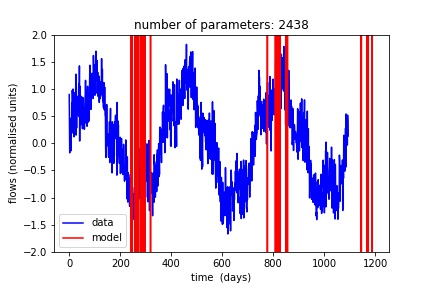 number of parameters: 2438
flows (normalised units)
2.0
1.5
1.0
0.5
0.0
−0.5
−1.0
−1.5
−2.0
data
model
0 200 400 600 800 1000 1200
time (days)